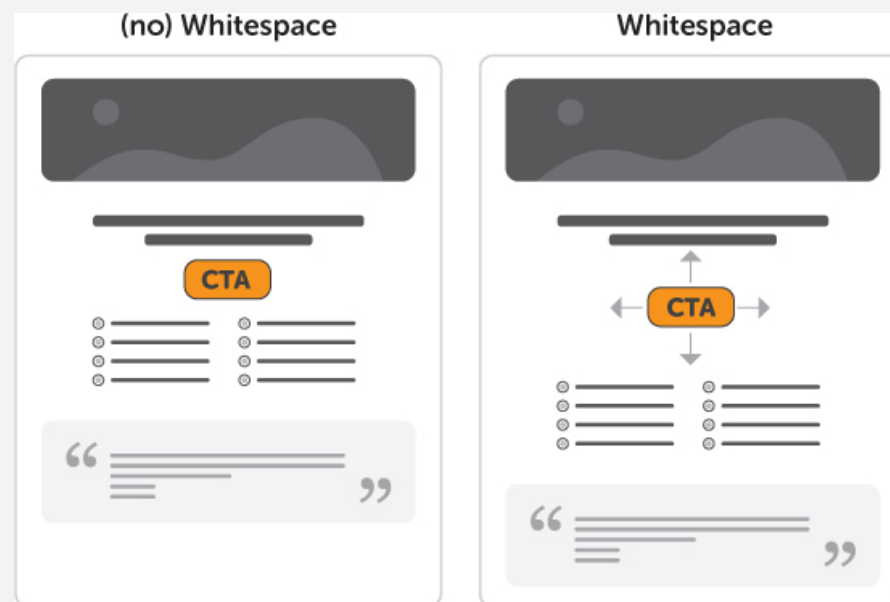 (no) Whitespace
Whitespace
CTA
CTA
“
”
“
”